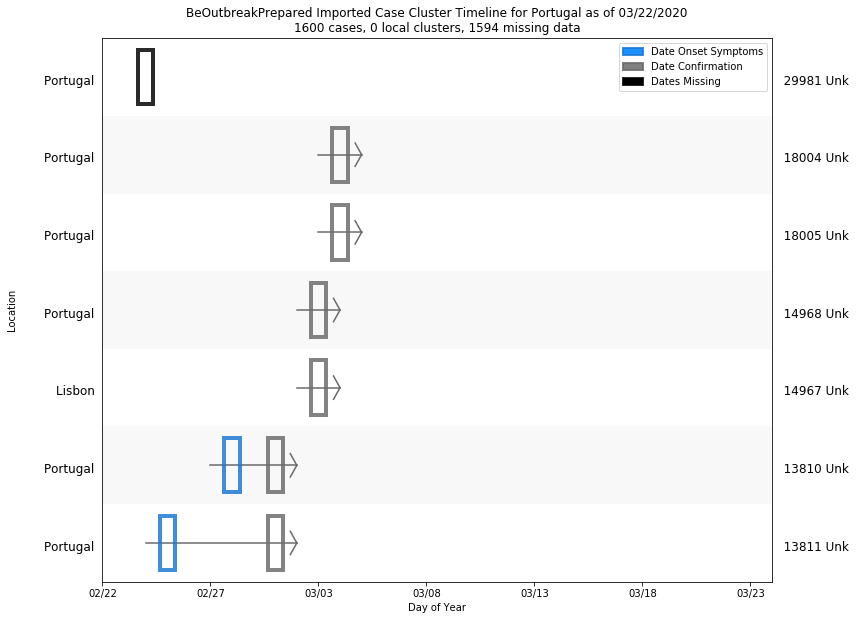 BeOutbreakPrepared Imported Case Cluster Timeline for Portugal as of 03/22/2020
1600 cases, 0 local clusters, 1594 missing data
Date Onset Symptoms
Date Confirmation
Dates Missing
Portugal 29981 Unk
Portugal 18004 Unk
Portugal 18005 Unk
Portugal 14968 Unk
Lisbon 14967 Unk
Portugal 13810 Unk
Portugal 13811 Unk
Location
02/22 02/27 03/03 03/08 03/13 03/18 03/23
Day of Year